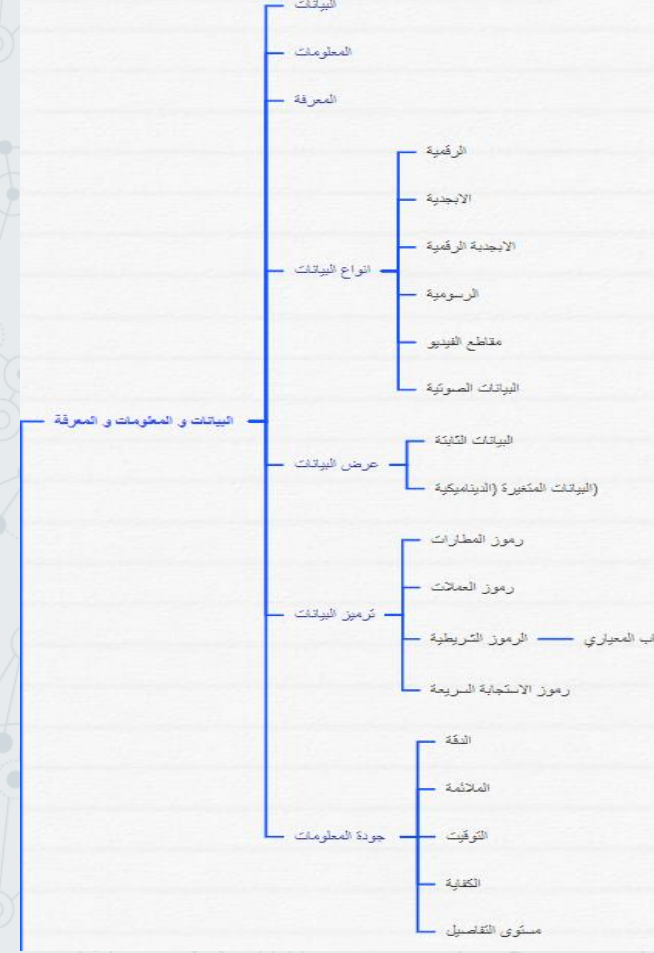 البيانات
المعلومات
المعرفة
الرقمية
الابجدية
الابجدية الرقمية
انواع البيانات
الرسومية
مقاطع الفيديو
البيانات الصوتية
البيانات و المعلومات و المعرفة
البيانات الثابتة
عرض البيانات
(البيانات المتغيرة (الديناميكية
رموز المطارات
رموز العملات
ترميز البيانات
الرموز الشريطية
المعياري
رموز الاستجابة السريعة
الدقة
الملائمة
جودة المعلومات
التوقيت
الكفاية
مستوى التفاصيل